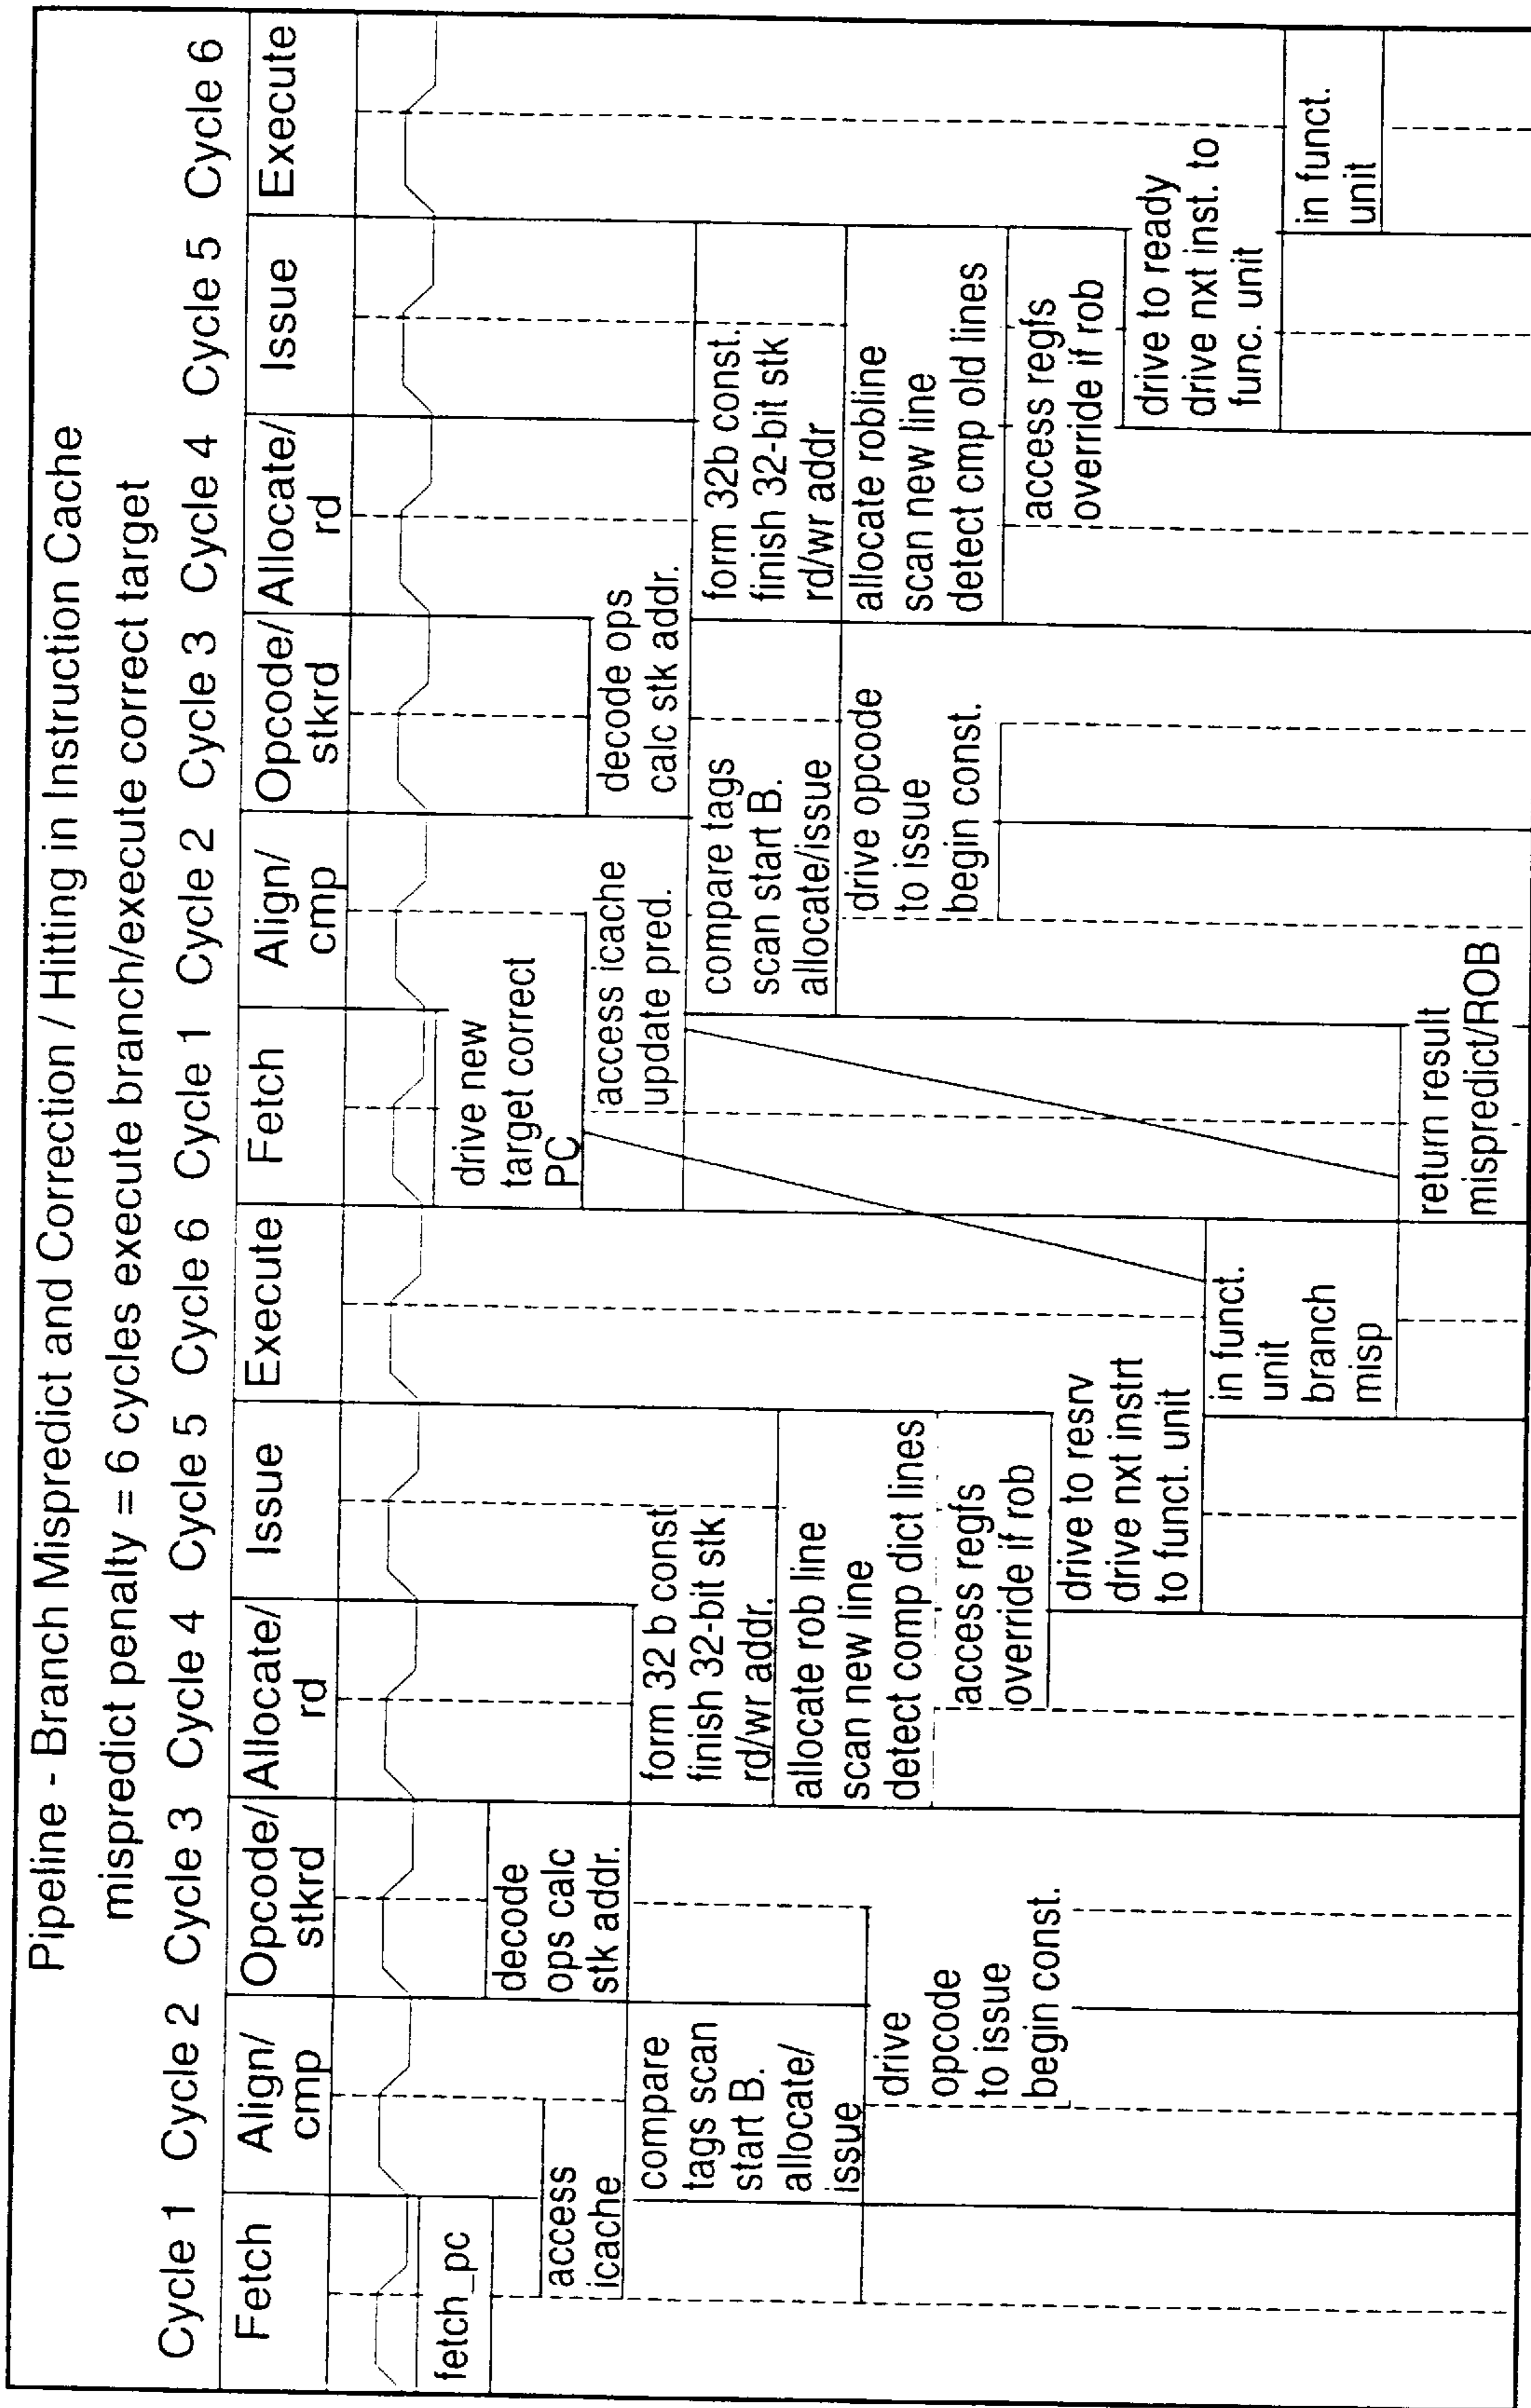 Pipeline - Branch Mispredict and Correction / Hitting in Instruction Cache
mispredict penalty = 6 cycles execute branch/execute correct target
Cycle 1 Cycle 2 Cycle 3 Cycle 4 Cycle 5 Cycle 6 Cycle 1 Cycle 2 Cycle 3 Cycle 4 Cycle 5 Cycle 6
Fetch
Align/
cmp
Opcode/
stkrd
Allocate/
rd
Issue
Execute
Fetch
Align/
cmp
Opcode/
stkrd
Allocate/
rd
Issue
Execute
fetch_pc
access
icache
compare
tags scan
start B.
allocate/
issue
decode
ops calc
stk addr.
drive
opcode
to issue
begin const.
form 32 b const
finish 32-bit stk
rd/wr addr.
allocate rob line
scan new line
detect comp dict lines
access regfs
override if rob
drive to resrv
drive nxt instrt
to funct. unit
in funct.
unit
branch
misp
drive new
target correct
PC
access icache
update pred.
return result
mispredict/ROB
compare tags
scan start B.
allocate/issue
decode ops
calc stk addr.
drive opcode
to issue
begin const.
form 32b const.
finish 32-bit stk
rd/wr addr
allocate robline
scan new line
detect cmp old lines
access regfs
override if rob
drive to ready
drive nxt inst. to
func. unit
in funct.
unit